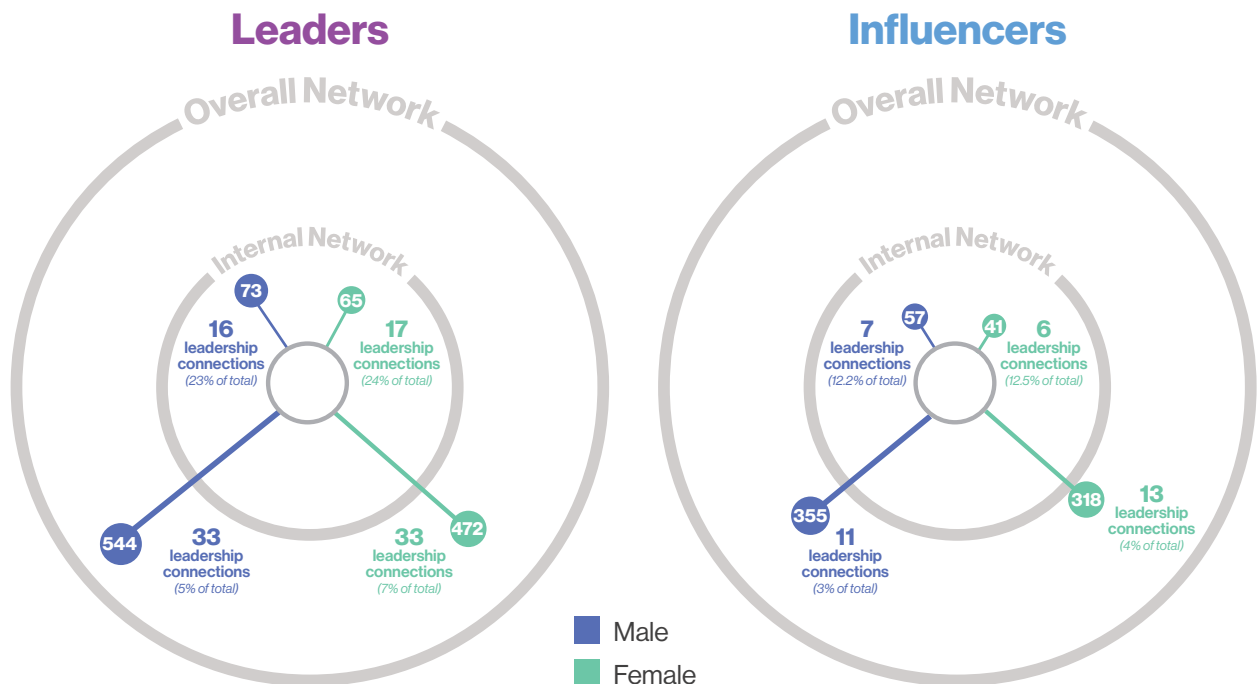 Leaders
Overall Network
Internal Network
73
65
16
leadership
connections
(23% of total)
17
leadership
connections
(24% of total)
544
33
leadership
connections
(5% of total)
472
33
leadership
connections
(7% of total)
Influencers
Overall Network
Internal Network
57
41
7
leadership
connections
(12.2% of total)
6
leadership
connections
(12.5% of total)
355
11
leadership
connections
(3% of total)
318
13
leadership
connections
(4% of total)
Male
Female